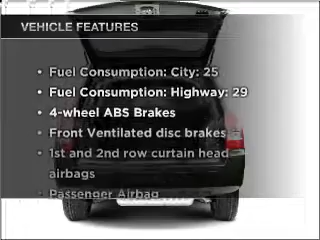 VEHICLE FEATURES
• Fuel Consumption: City: 25
• Fuel Consumption: Highway: 29
• 4-wheel ABS Brakes
• Front Ventilated disc brakes
• 1st and 2nd row curtain head
airbags
• Passenger Airbag